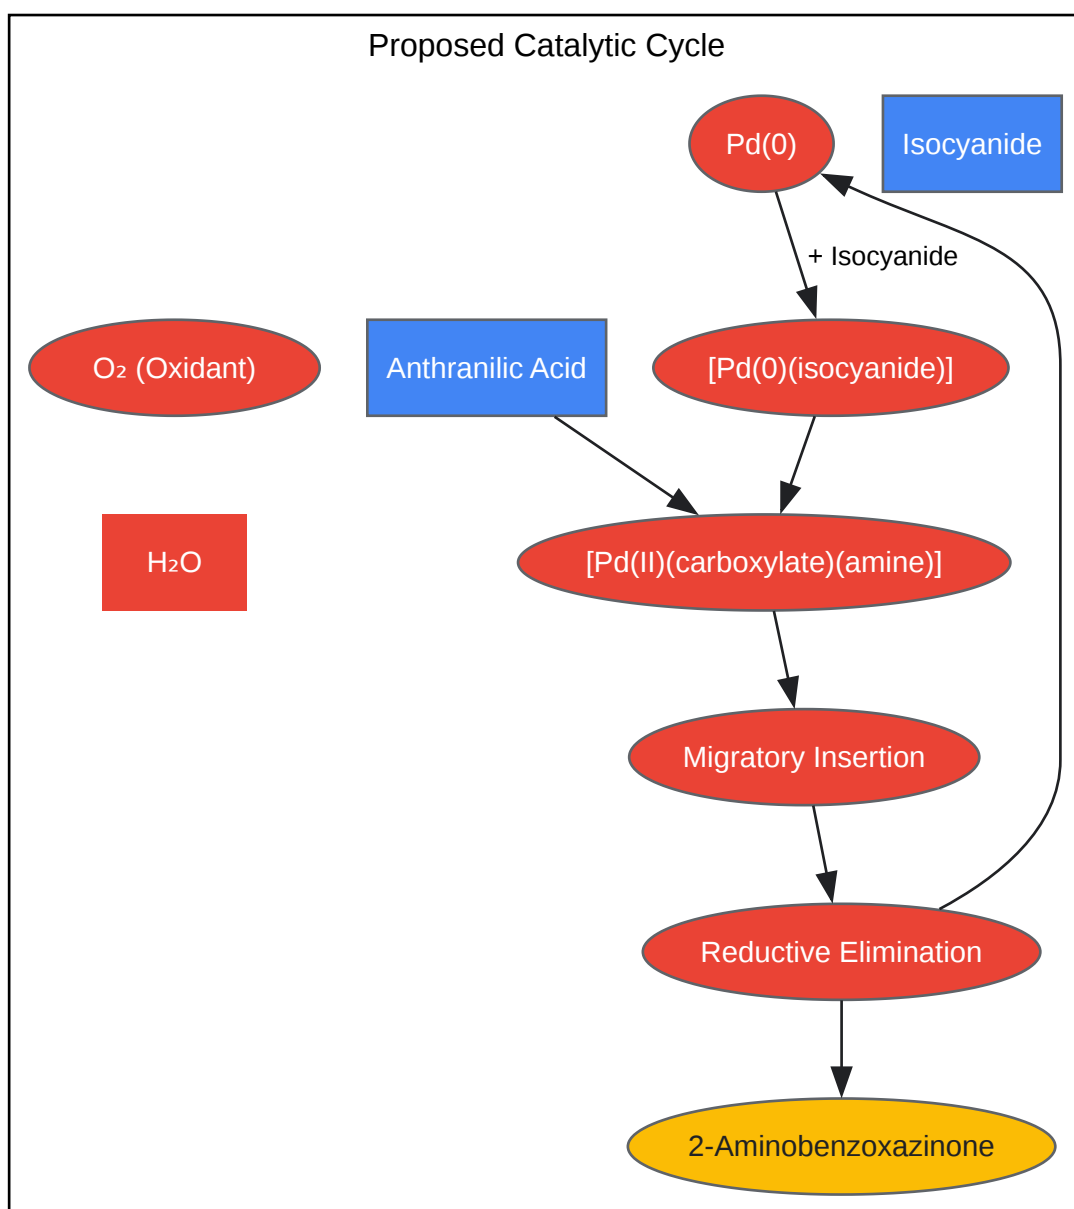 Proposed Catalytic Cycle
Pd(0)
Isocyanide
+ Isocyanide
O₂ (Oxidant)
Anthranilic Acid
[Pd(0)(isocyanide)]
H₂O
[Pd(II)(carboxylate)(amine)]
Migratory Insertion
Reductive Elimination
2-Aminobenzoxazinone